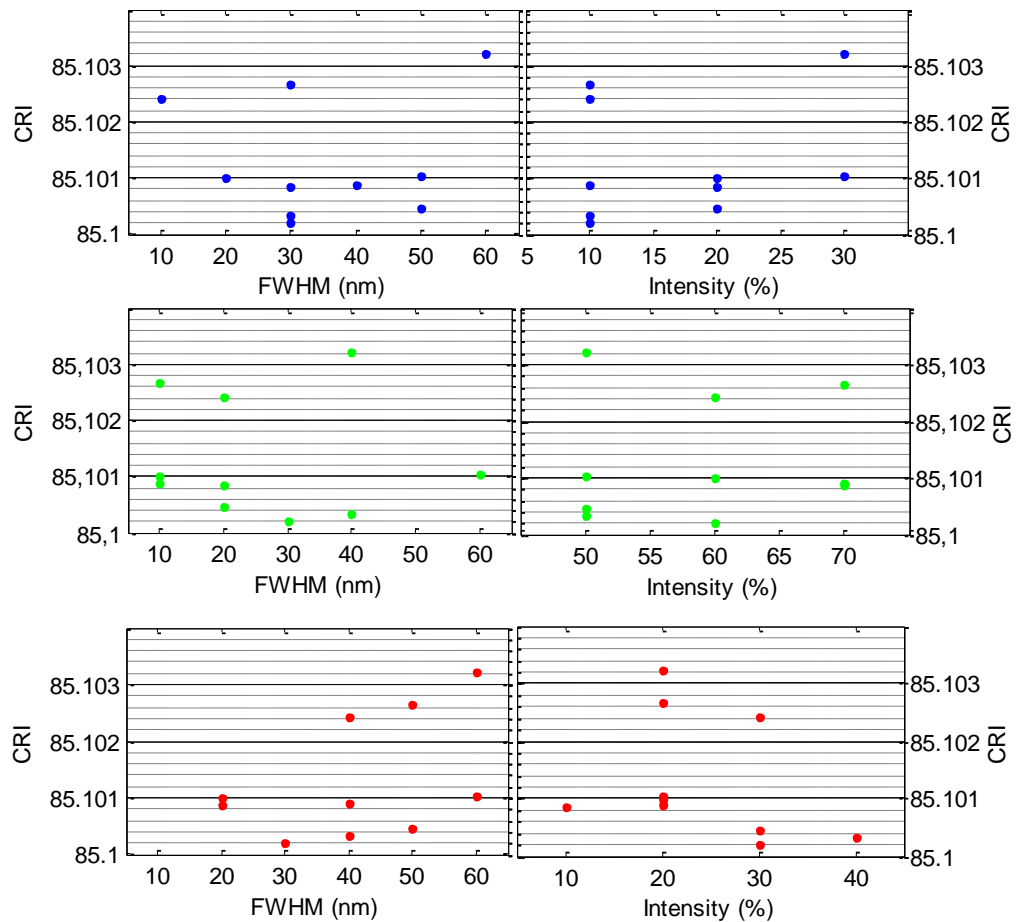 85.103
85.102
85.101
85.1
CRI
10 20 30 40 50 60
FWHM (nm)
5 10 15 20 25 30
Intensity (%)
85.103
85.102
85.101
85.1
CRI
85,103
85,102
85,101
85,1
CRI
10 20 30 40 50 60
FWHM (nm)
50 55 60 65 70
Intensity (%)
85,103
85,102
85,101
85,1
CRI
85.103
85.102
85.101
85.1
CRI
10 20 30 40 50 60
FWHM (nm)
10 20 30 40
Intensity (%)
85.103
85.102
85.101
85.1
CRI